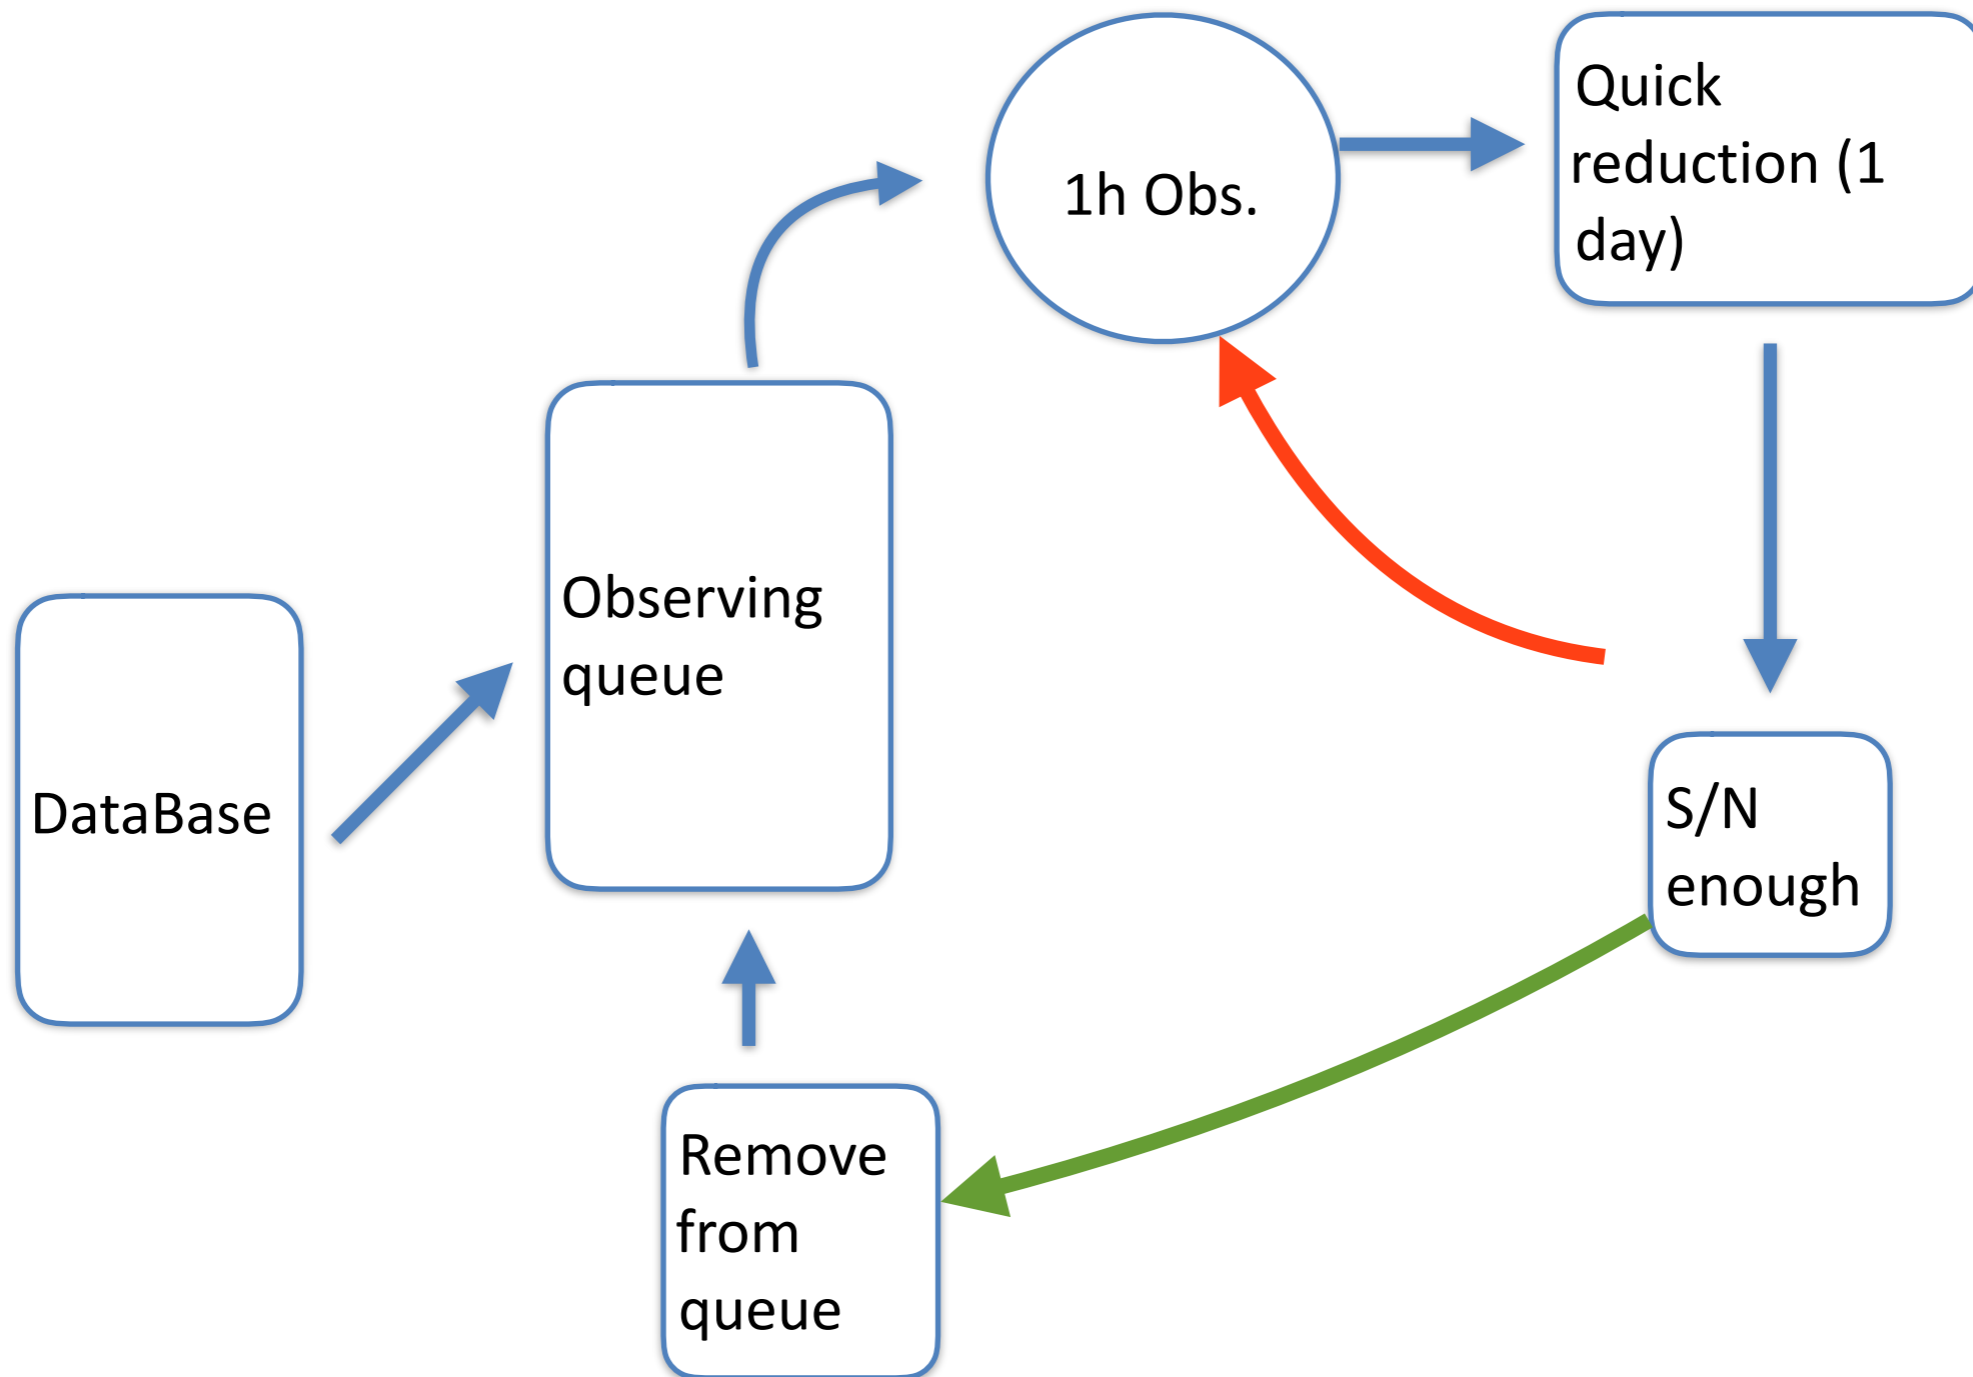 Quick
reduction (1
day)
1h Obs.
Observing
queue
DataBase
S/N
enough
Remove
from
queue